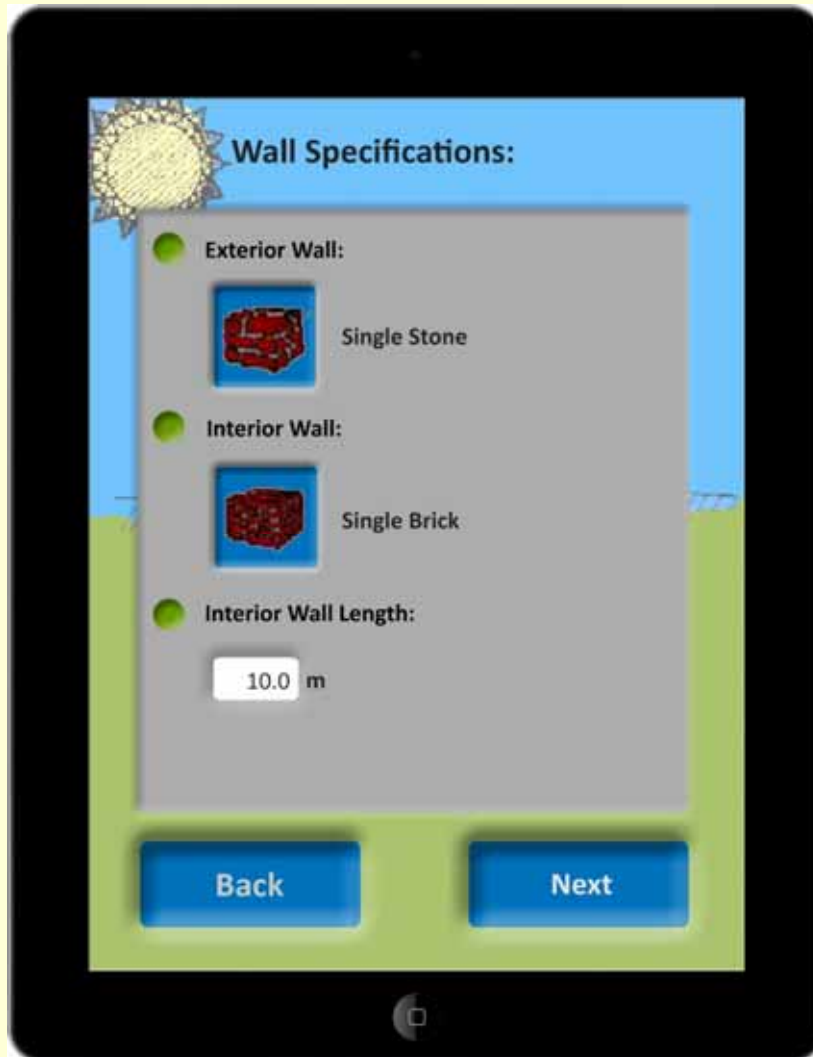 Wall Specifications:
Exterior Wall:
Single Stone
Interior Wall:
Single Brick
Interior Wall Length:
10.0 m
Back Next